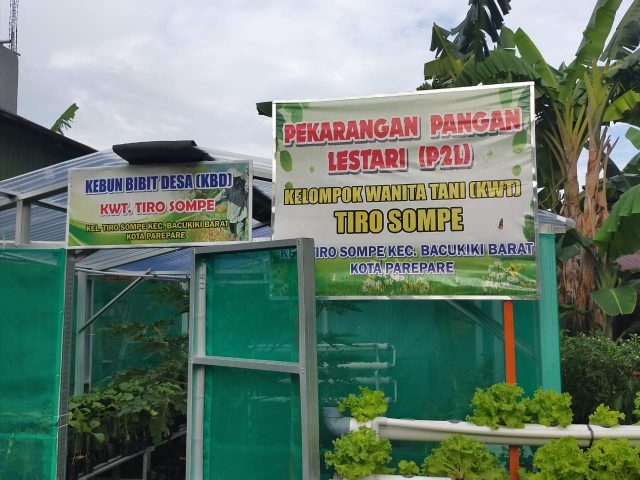 KEBUN BIBIT DESA (KBD)
KWT. TIRO SOMPE
KEL. TIRO SOMPE KEC. BACUKIKI BARAT
KOTA PAREPARE
PEKARANGAN PANGAN
LESTARI (P2L)
KELOMPOK WANITA TANI (KWT)
TIRO SOMPE
TIRO SOMPE KEC. BACUKIKI BARAT
KOTA PAREPARE